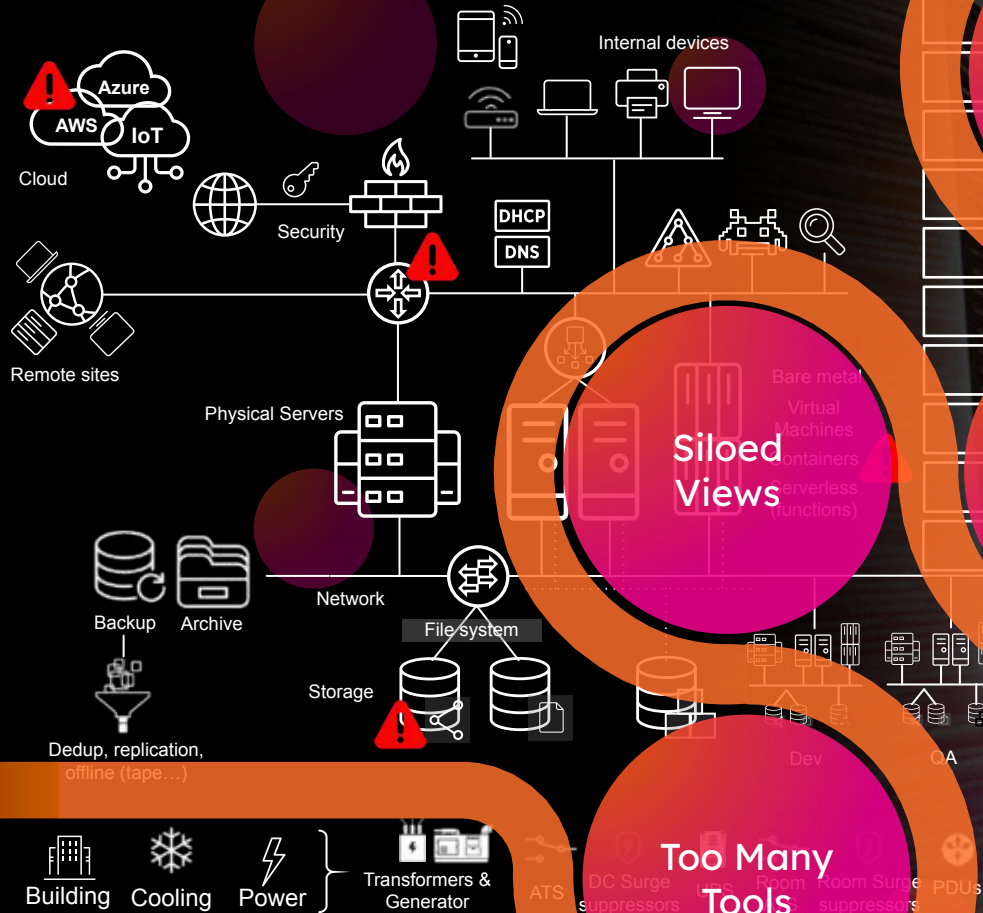 Internal devices
Azure
AWS
IoT
Cloud
Security
DHCP
DNS
Remote sites
Physical Servers
Bare metal
Virtual
Machines
Containers
Serverless
(functions)
Siloed
Views
Network
Backup
Archive
File system
Storage
Dedup, replication,
offline (tape…)
Dev
QA
Building
Cooling
Power
Transformers &
Generator
ATS
DC Surge
suppressors
UPS
Room
Room Surge
suppressors
PDUs
Too Many
Tools